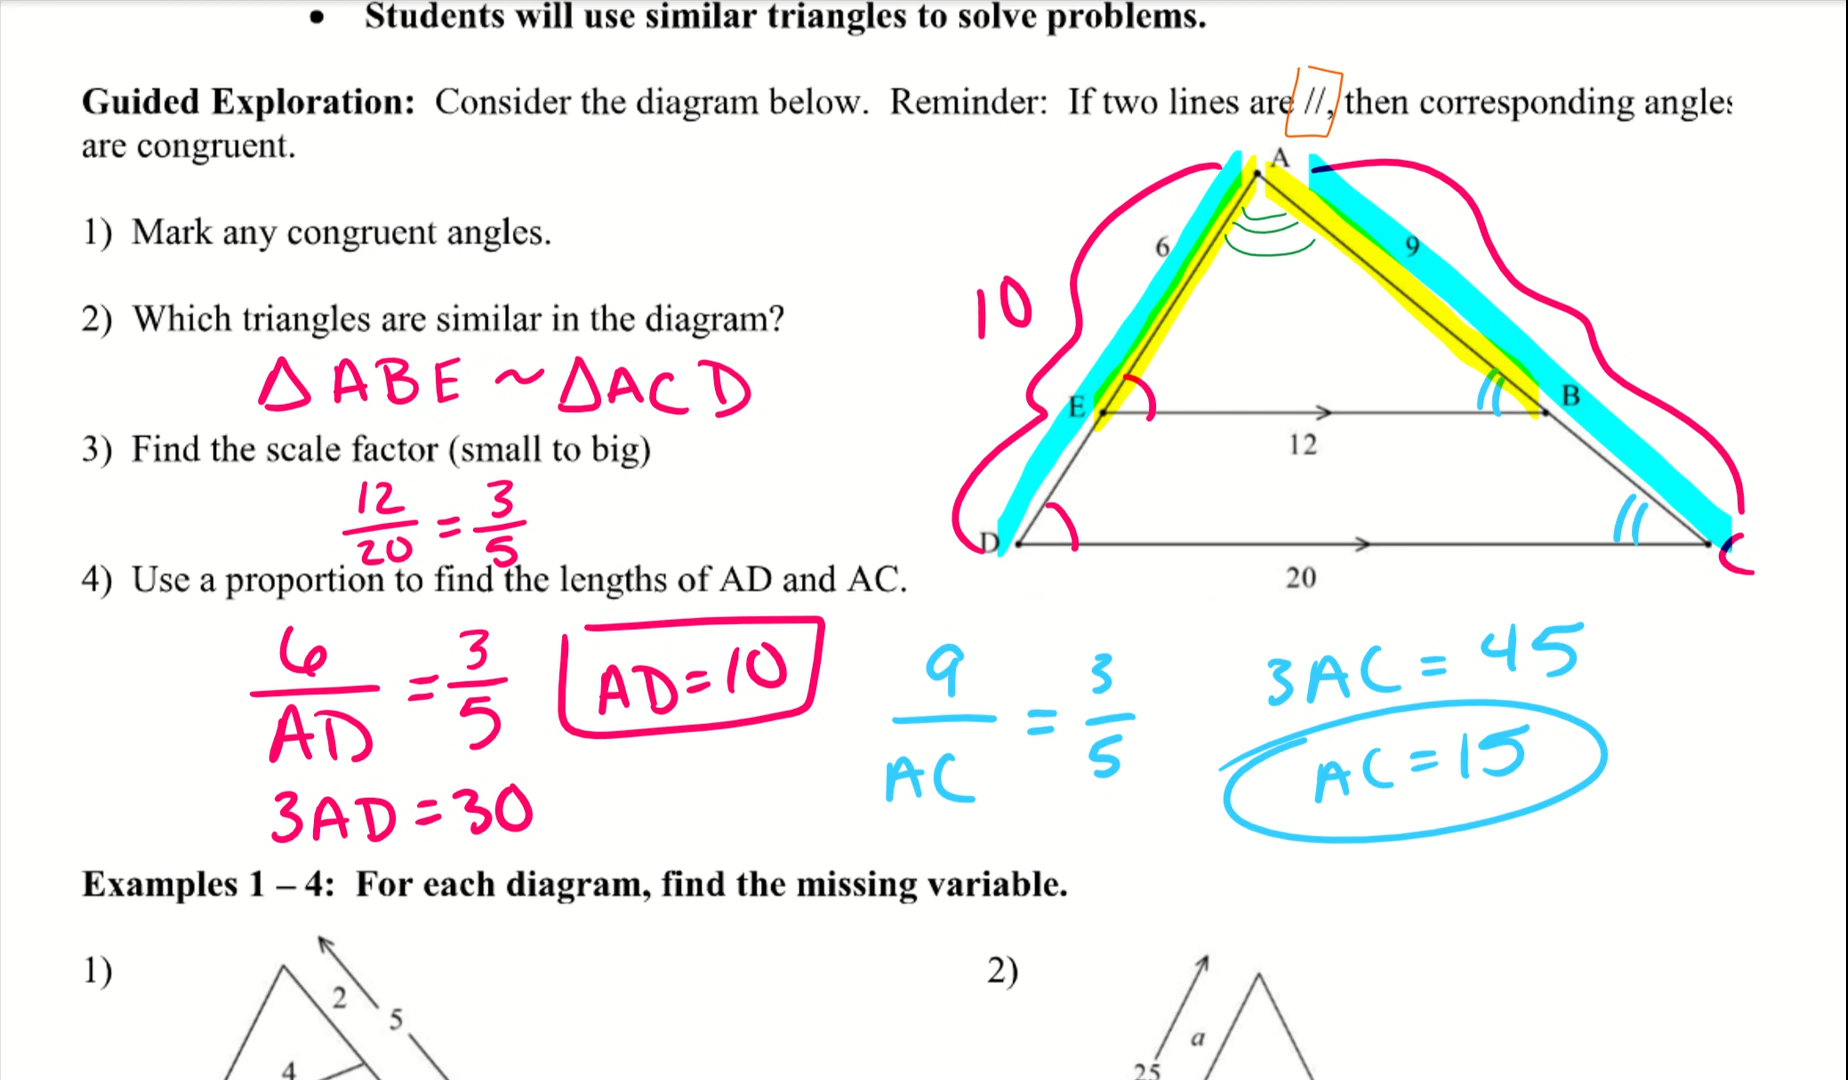 • Students will use similar triangles to solve problems.
Guided Exploration: Consider the diagram below. Reminder: If two lines are //, then corresponding angles
are congruent.
1) Mark any congruent angles.
2) Which triangles are similar in the diagram?
△ ABE ~ △ACD
3) Find the scale factor (small to big)
12/20 = 3/5
4) Use a proportion to find the lengths of AD and AC.
6/AD = 3/5
AD=10
3AD=30
9/AC = 3/5
3AC = 45
AC=15
A
6
9
10
E
B
12
D
C
20
Examples 1 – 4: For each diagram, find the missing variable.
1)
2
5
4
2)
a
25